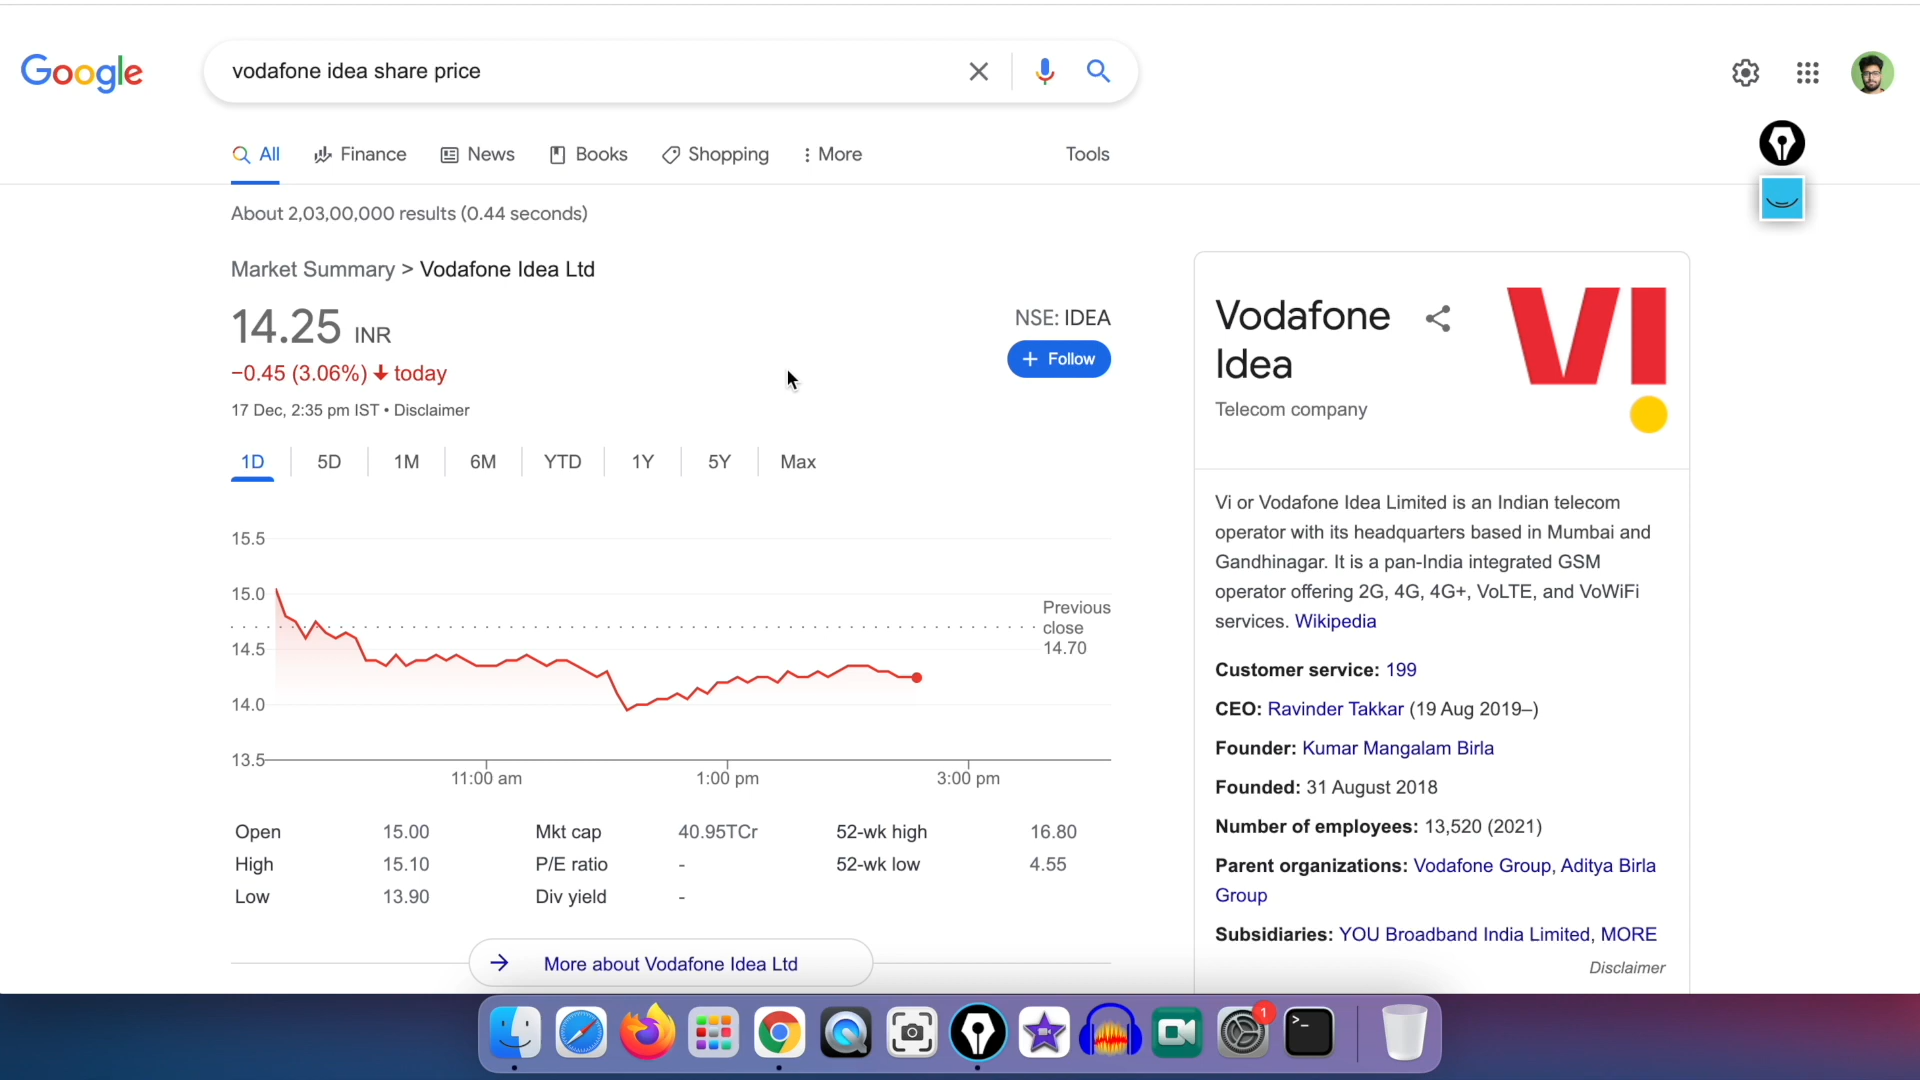 Google
vodafone idea share price
All
Finance
News
Books
Shopping
More
Tools
About 2,03,00,000 results (0.44 seconds)
Market Summary > Vodafone Idea Ltd
14.25 INR
−0.45 (3.06%) today
17 Dec, 2:35 pm IST • Disclaimer
NSE: IDEA
+ Follow
1D
5D
1M
6M
YTD
1Y
5Y
Max
15.5
15.0
14.5
14.0
13.5
Previous
close
14.70
11:00 am
1:00 pm
3:00 pm
Open 15.00 Mkt cap 40.95TCr 52-wk high 16.80
High 15.10 P/E ratio - 52-wk low 4.55
Low 13.90 Div yield -
More about Vodafone Idea Ltd
Vodafone
Idea
Telecom company
VI
Vi or Vodafone Idea Limited is an Indian telecom
operator with its headquarters based in Mumbai and
Gandhinagar. It is a pan-India integrated GSM
operator offering 2G, 4G, 4G+, VoLTE, and VoWiFi
services. Wikipedia
Customer service: 199
CEO: Ravinder Takkar (19 Aug 2019–)
Founder: Kumar Mangalam Birla
Founded: 31 August 2018
Number of employees: 13,520 (2021)
Parent organizations: Vodafone Group, Aditya Birla
Group
Subsidiaries: YOU Broadband India Limited, MORE
Disclaimer
1
>_